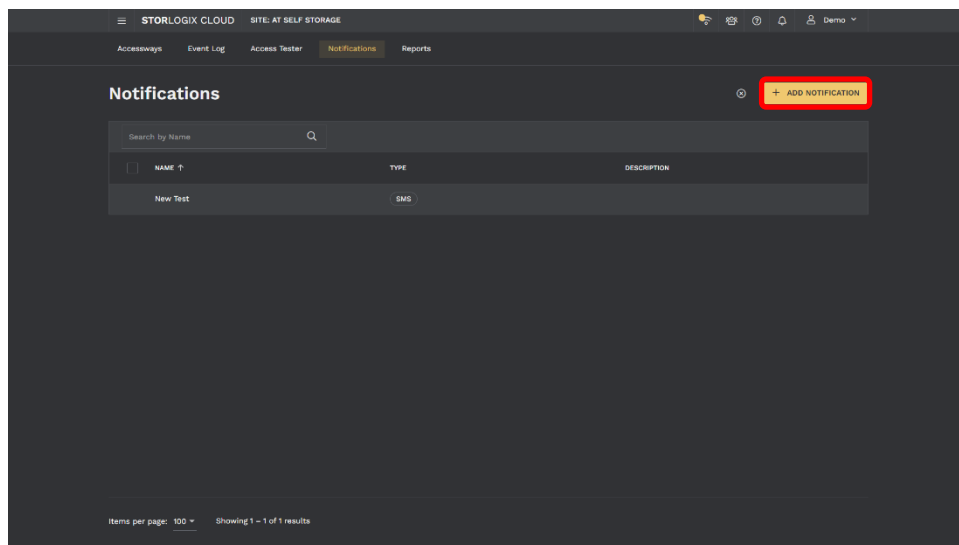 STORLOGIX CLOUD SITE: AT SELF STORAGE Demo
Accessways Event Log Access Tester Notifications Reports
Notifications + ADD NOTIFICATION
Search by Name
NAME ↑ TYPE DESCRIPTION
New Test SMS
Items per page: 100 Showing 1 – 1 of 1 results